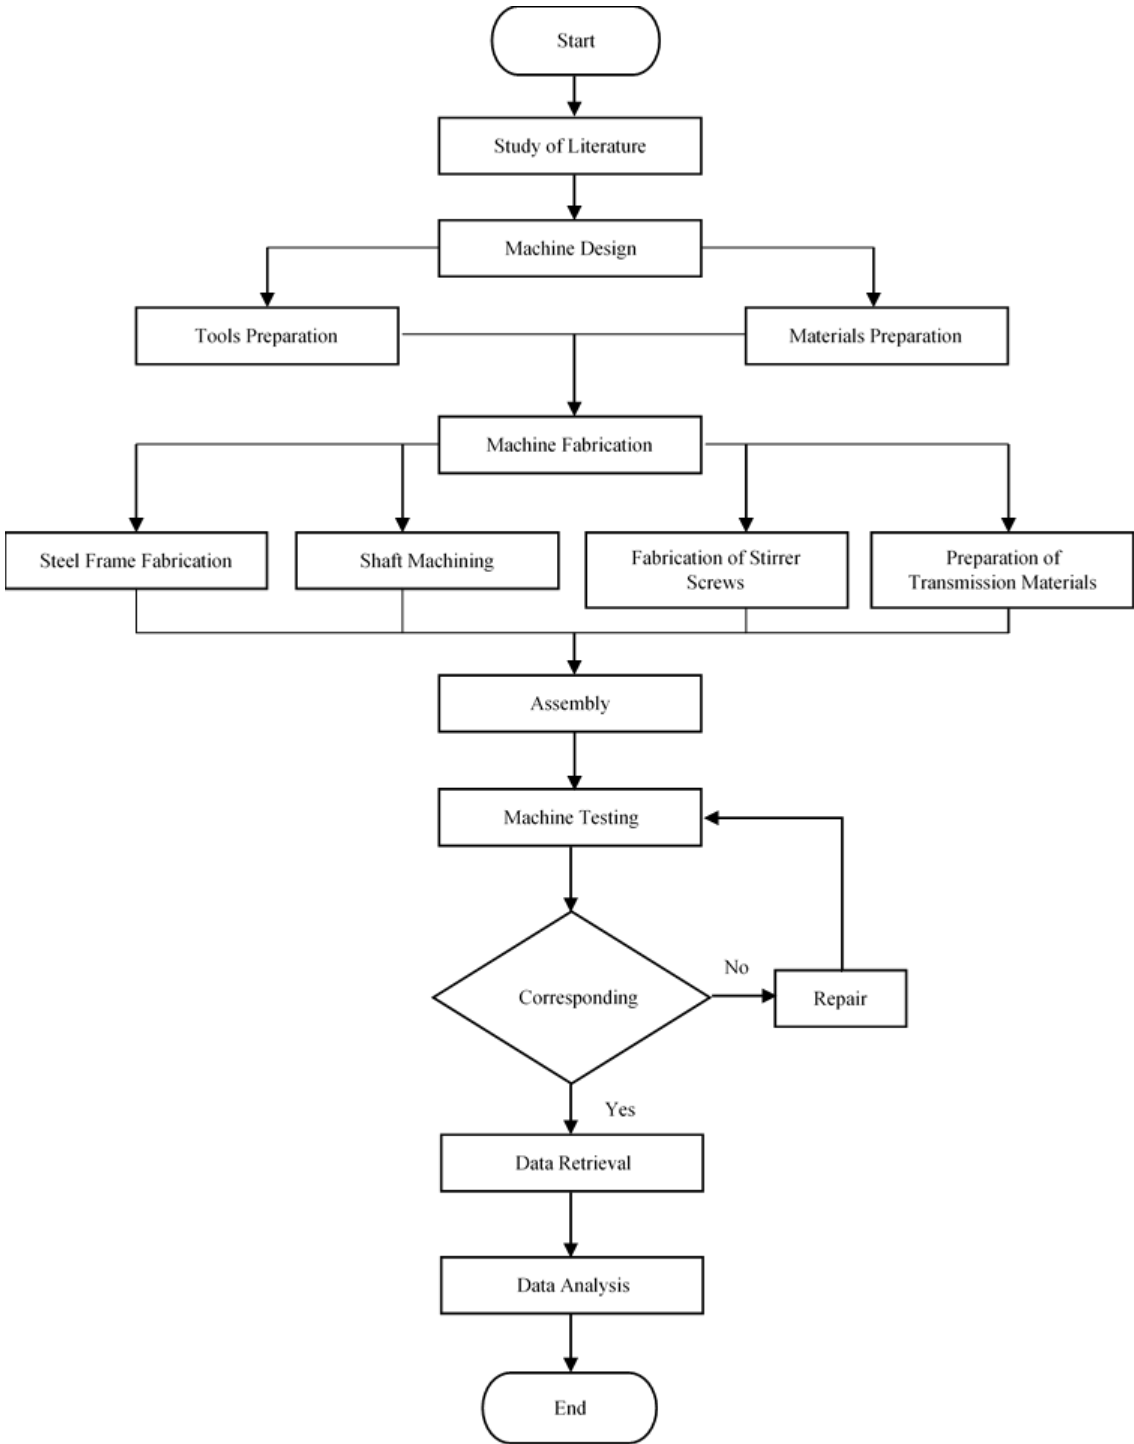 Start
Study of Literature
Machine Design
Tools Preparation
Materials Preparation
Machine Fabrication
Steel Frame Fabrication
Shaft Machining
Fabrication of Stirrer
Screws
Preparation of
Transmission Materials
Assembly
Machine Testing
Corresponding
No
Repair
Yes
Data Retrieval
Data Analysis
End